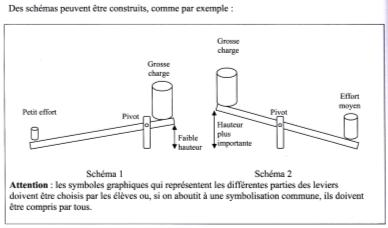 Des schémas peuvent être construits, comme par exemple :
Grosse
charge
Grosse
charge
Petit effort
Pivot
Effort
moyen
Pivot
Faible
hauteur
Hauteur
plus
importante
Schéma 1
Schéma 2
Attention : les symboles graphiques qui représentent les différentes parties des leviers
doivent être choisis par les élèves ou, si on aboutit à une symbolisation commune, ils doivent
être compris par tous.